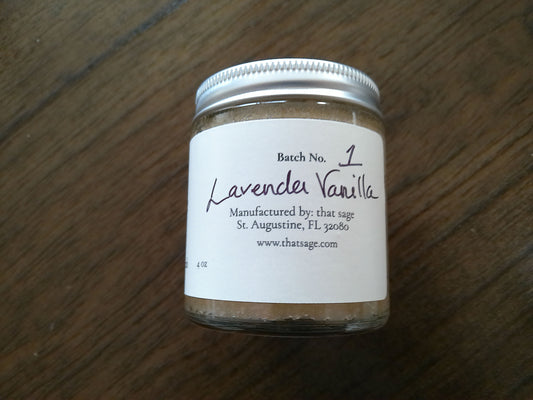 Batch No. 1
Lavender Vanilla
Manufactured by: that sage
St. Augustine, FL 32080
www.thatsage.com
4 oz